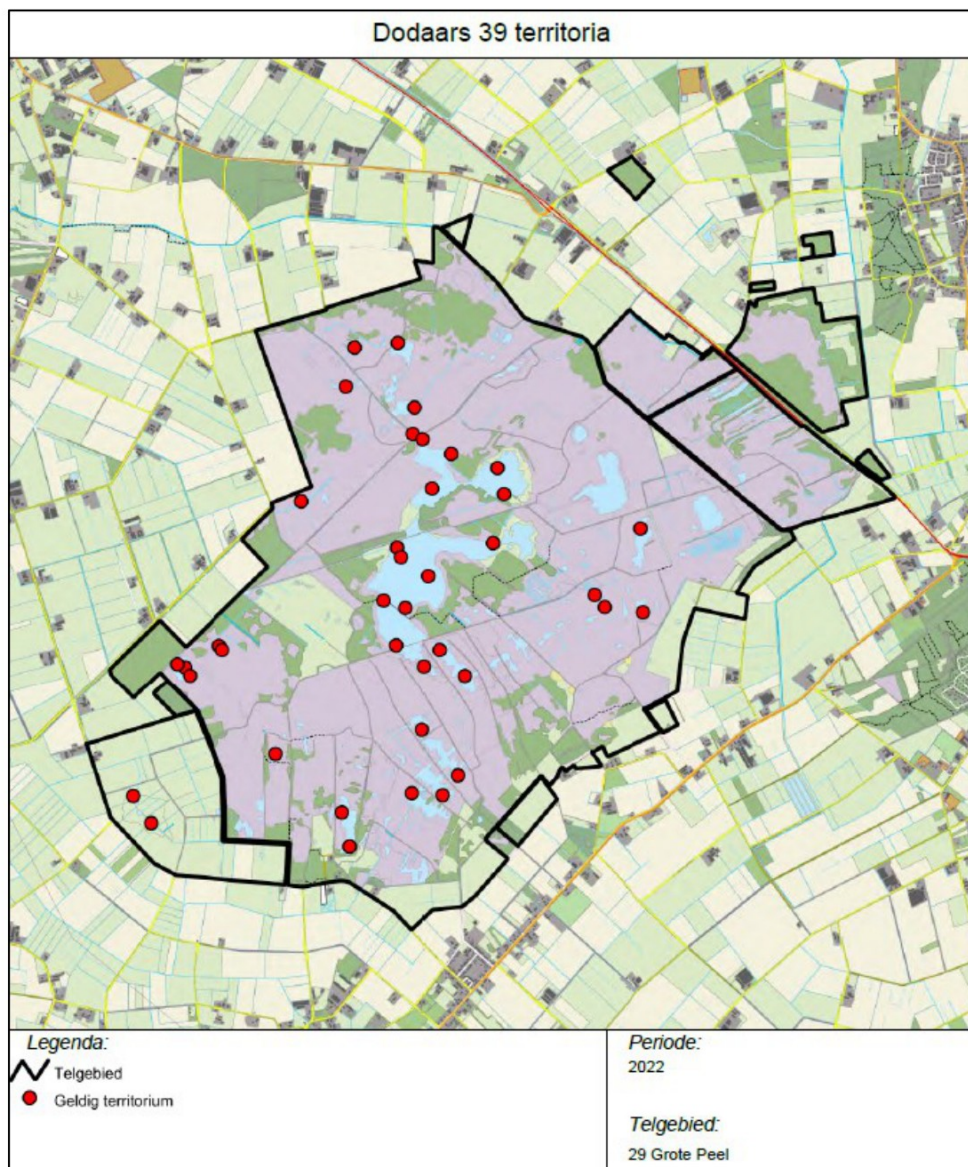 Dodaars 39 territoria
Legenda:
Telgebied
Geldig territorium
Periode:
2022
Telgebied:
29 Grote Peel